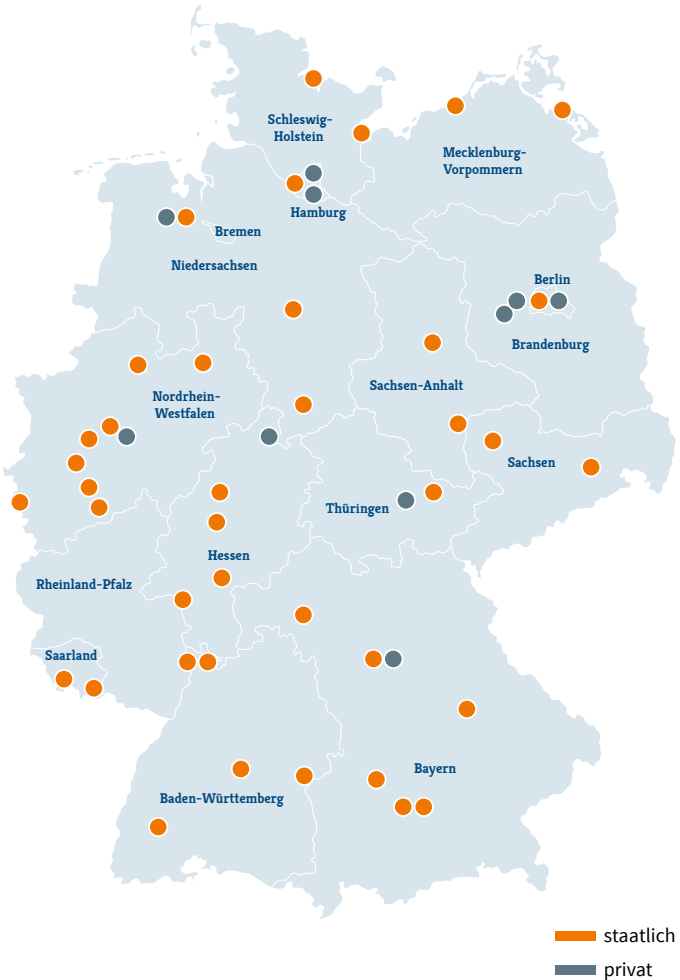 Schleswig-
Holstein
Mecklenburg-
Vorpommern
Hamburg
Bremen
Niedersachsen
Berlin
Brandenburg
Sachsen-Anhalt
Nordrhein-
Westfalen
Sachsen
Thüringen
Hessen
Rheinland-Pfalz
Saarland
Bayern
Baden-Württemberg
staatlich
privat